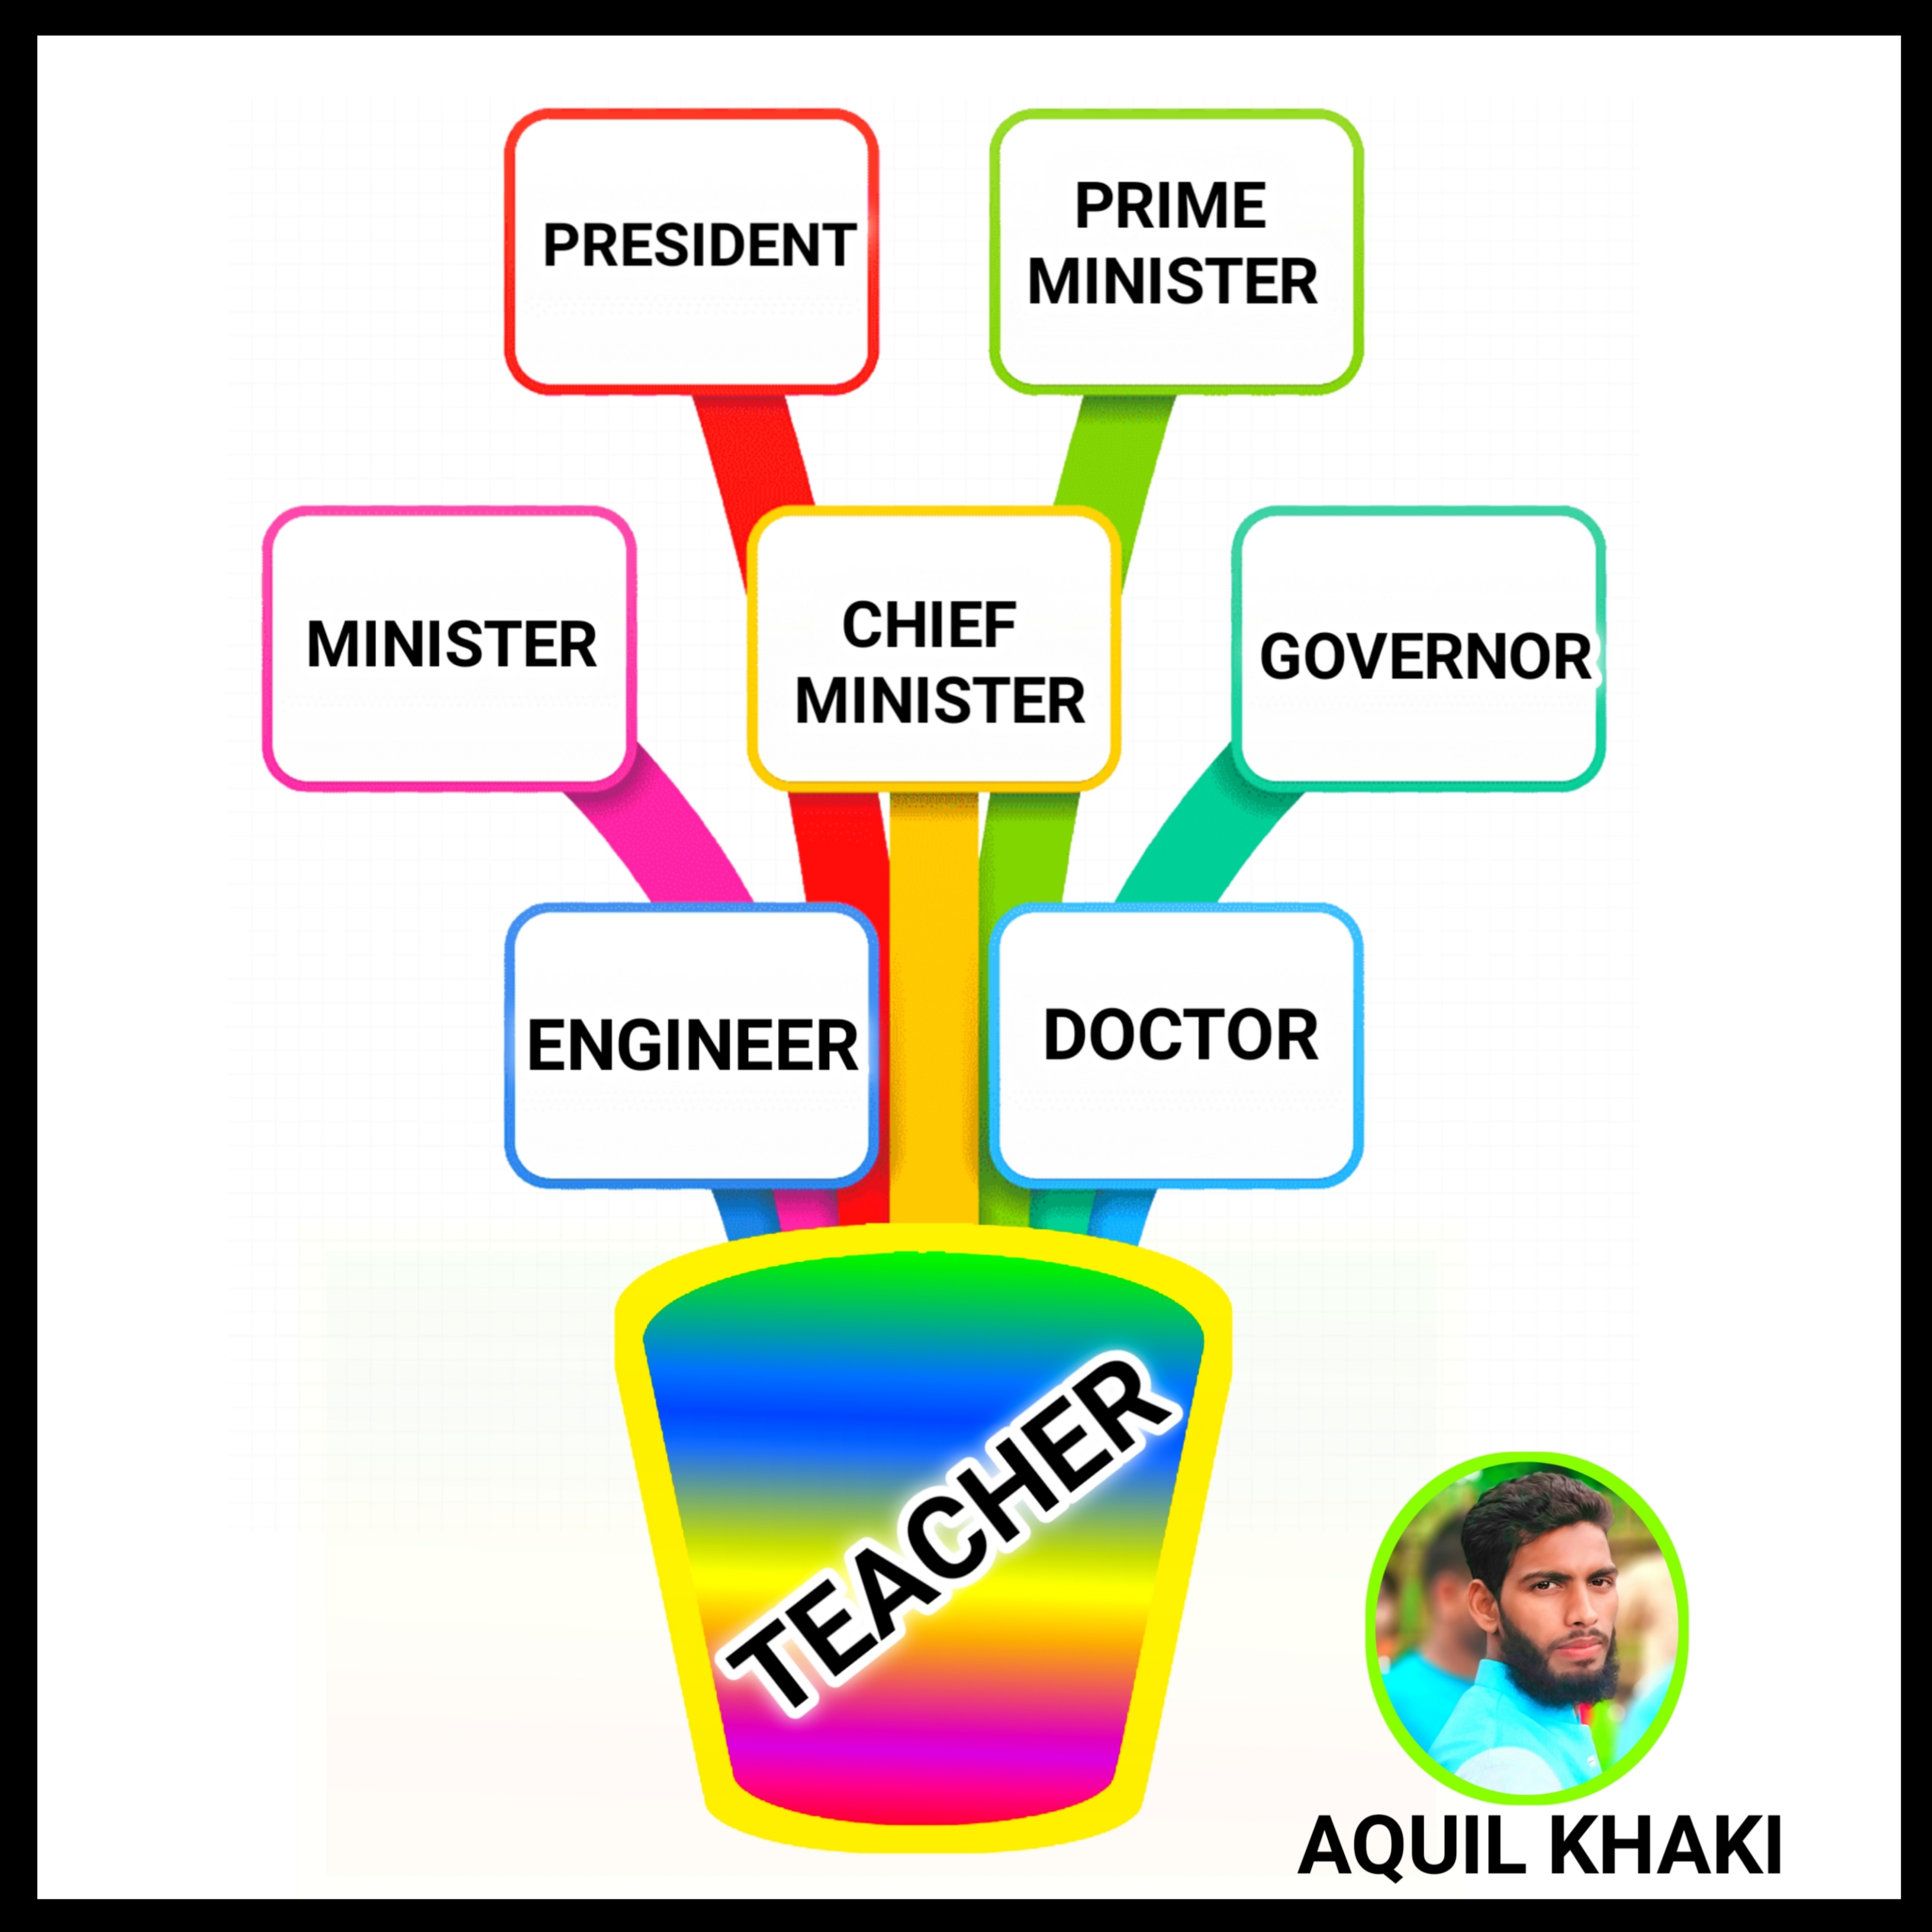 PRESIDENT
PRIME
MINISTER
MINISTER
CHIEF
MINISTER
GOVERNOR
ENGINEER
DOCTOR
TEACHER
AQUIL KHAKI